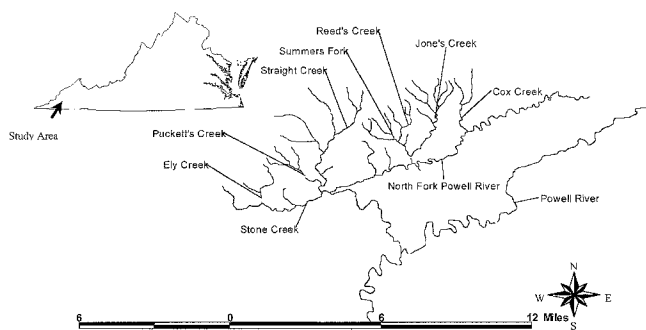 Reed's Creek
Jone's Creek
Summers Fork
Straight Creek
Cox Creek
Study Area
Puckett's Creek
Ely Creek
North Fork Powell River
Powell River
Stone Creek
N
W E
S
6 0 6 12 Miles